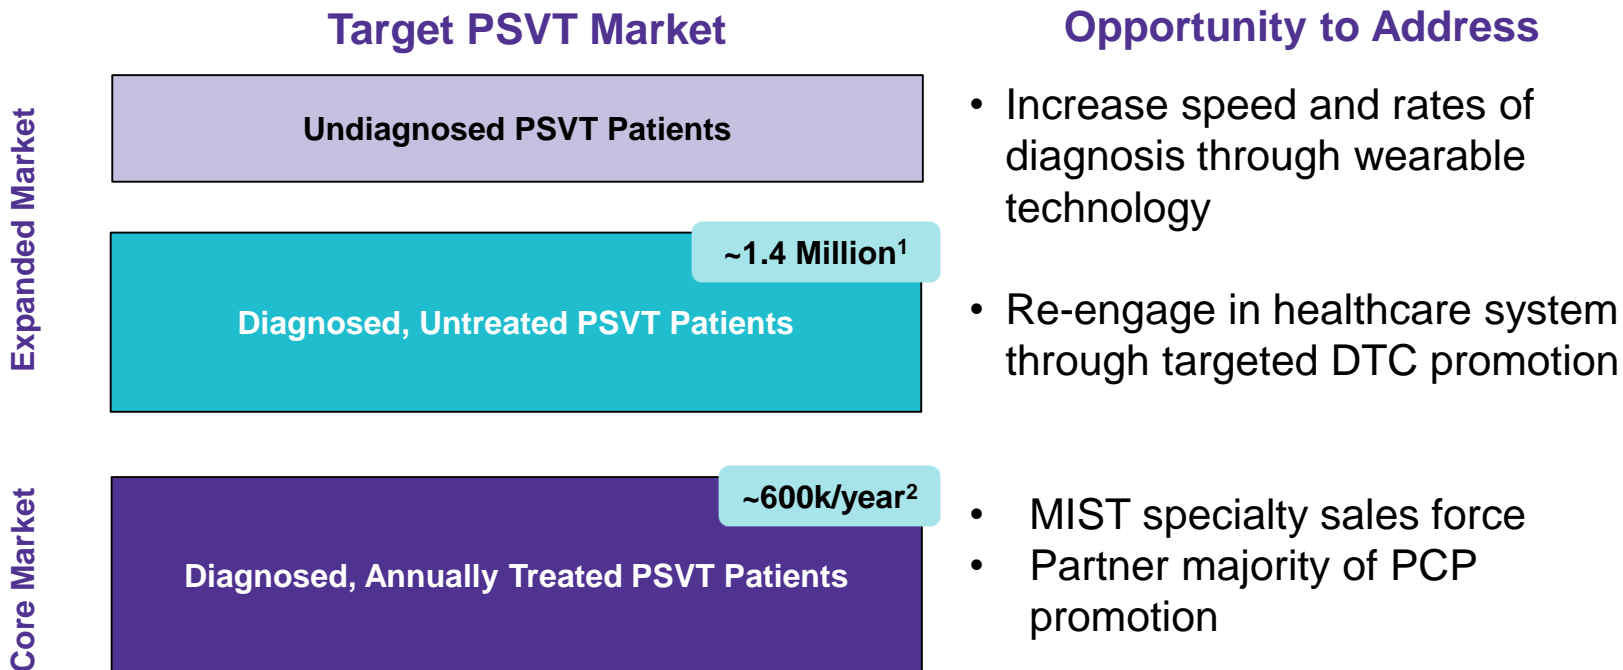 Target PSVT Market
Opportunity to Address
Expanded Market
Undiagnosed PSVT Patients
• Increase speed and rates of
diagnosis through wearable
technology
~1.4 Million¹
Diagnosed, Untreated PSVT Patients
• Re-engage in healthcare system
through targeted DTC promotion
Core Market
~600k/year²
Diagnosed, Annually Treated PSVT Patients
• MIST specialty sales force
• Partner majority of PCP
promotion